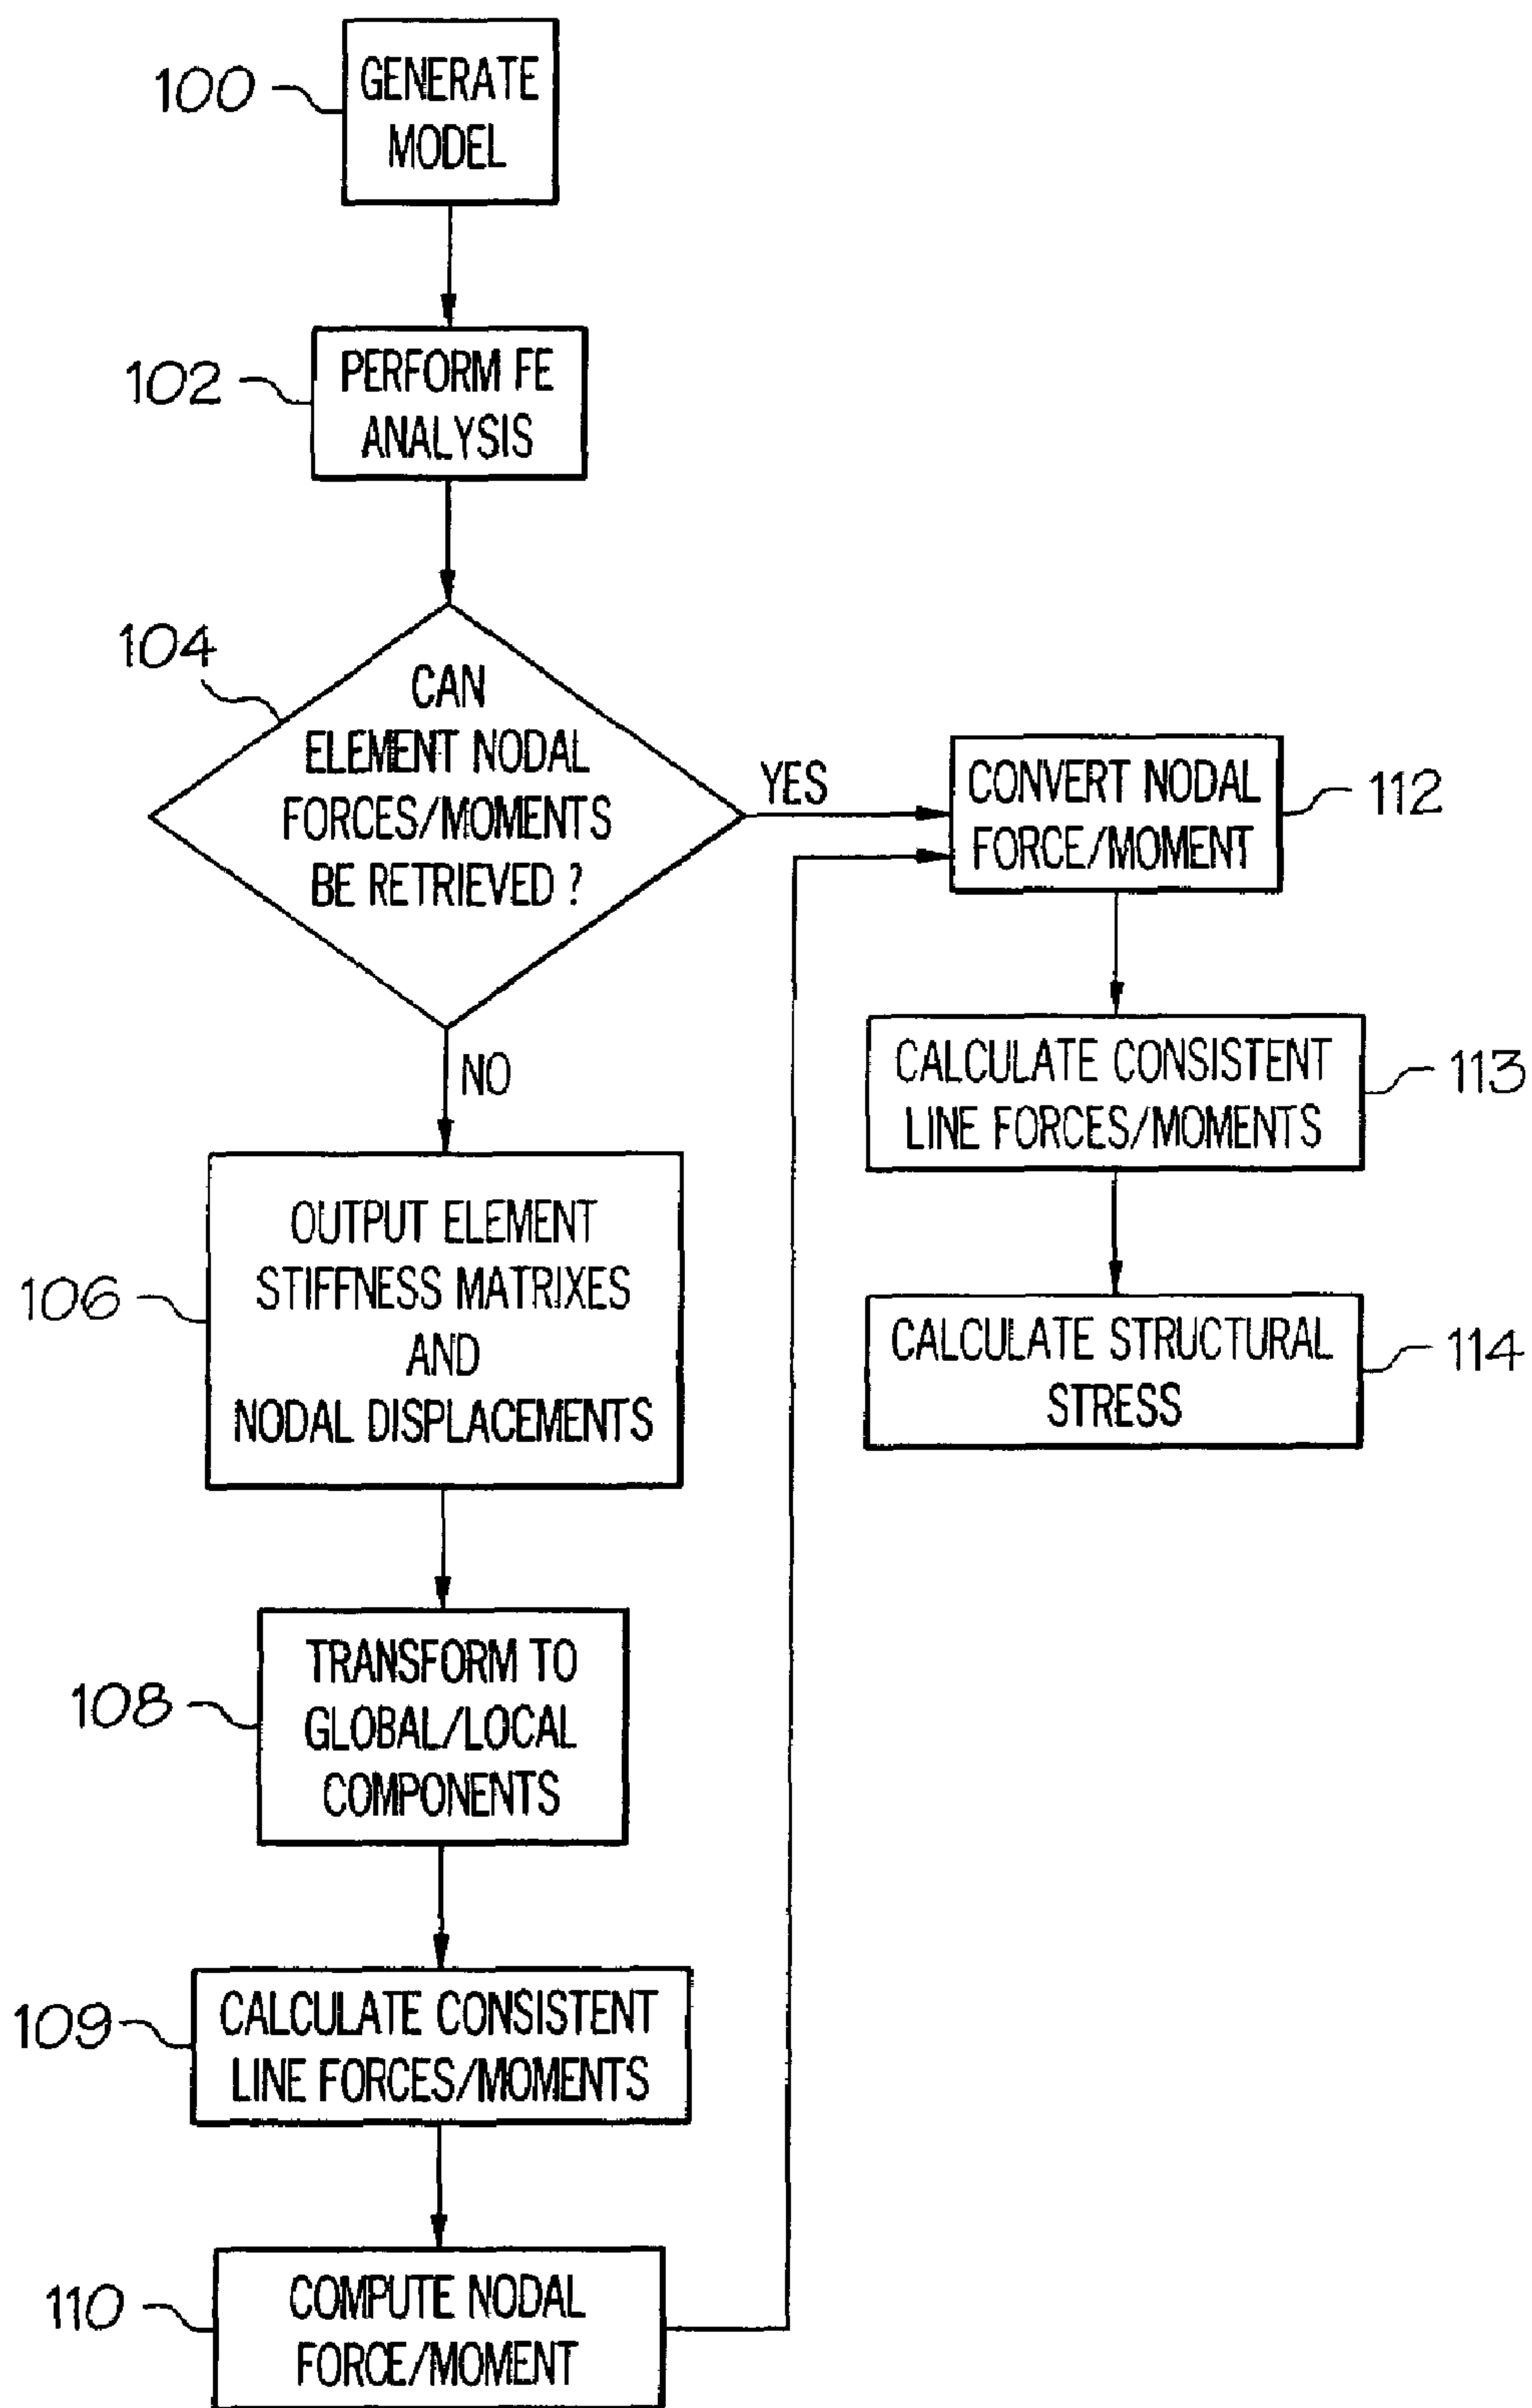 100
GENERATE
MODEL
102
PERFORM FE
ANALYSIS
104
CAN
ELEMENT NODAL
FORCES/MOMENTS
BE RETRIEVED ?
YES
NO
CONVERT NODAL
FORCE/MOMENT
112
CALCULATE CONSISTENT
LINE FORCES/MOMENTS
113
CALCULATE STRUCTURAL
STRESS
114
106
OUTPUT ELEMENT
STIFFNESS MATRIXES
AND
NODAL DISPLACEMENTS
108
TRANSFORM TO
GLOBAL/LOCAL
COMPONENTS
109
CALCULATE CONSISTENT
LINE FORCES/MOMENTS
110
COMPUTE NODAL
FORCE/MOMENT